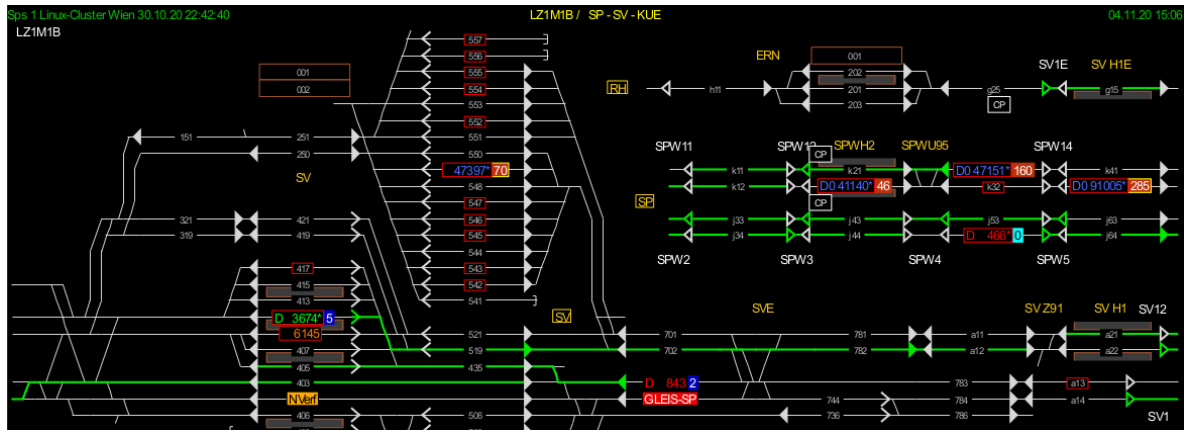 Sps 1 Linux-Cluster Wien 30.10.20 22:42:40 LZ1M1B / SP - SV - KUE 04.11.20 15:06
LZ1M1B
557
556
555
554
553
552
551
550
47397* 70
548
547
546
545
544
543
542
541
001
002
151 251
250
SV
321 421
319 419
417
415
413
D 3674* 5
6145
407
405
403
N.Verf
406
SV
521
519
435
506
ERN
001
202
201
203
RH h11 g25 CP
SV1E SV H1E
g15
SPW11 SPW12 CP SPWH2 SPWU95 SPW14
k11 k21 D0 47151* 160 k41
k12 D0 41140* 46 k32 D0 91005* 285
SP CP
j33 j43 j53 j63
j34 j44 D 466* 0 j64
SPW2 SPW3 SPW4 SPW5
SVE SV Z91 SV H1 SV12
701 781 a11 a21
702 782 a12 a22
D 843 2 783 a13
GLEIS-SP 744 784 a14
736 786 SV1